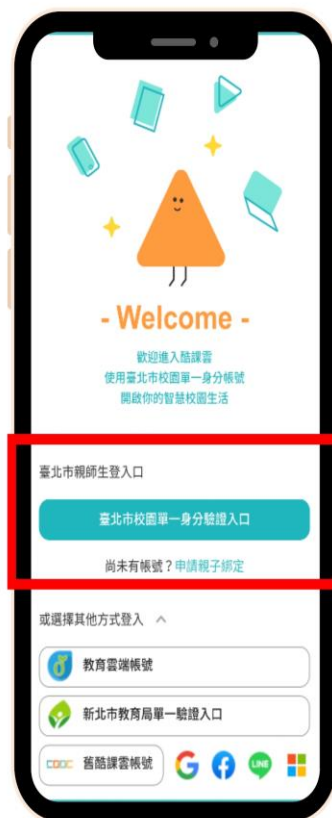 - Welcome -
歡迎進入酷課雲
使用臺北市校園單一身分帳號
開啟你的智慧校園生活
臺北市親師生登入口
臺北市校園單一身分驗證入口
尚未有帳號？申請親子綁定
或選擇其他方式登入
教育雲端帳號
新北市教育局單一驗證入口
COOC 舊酷課雲帳號 LINE